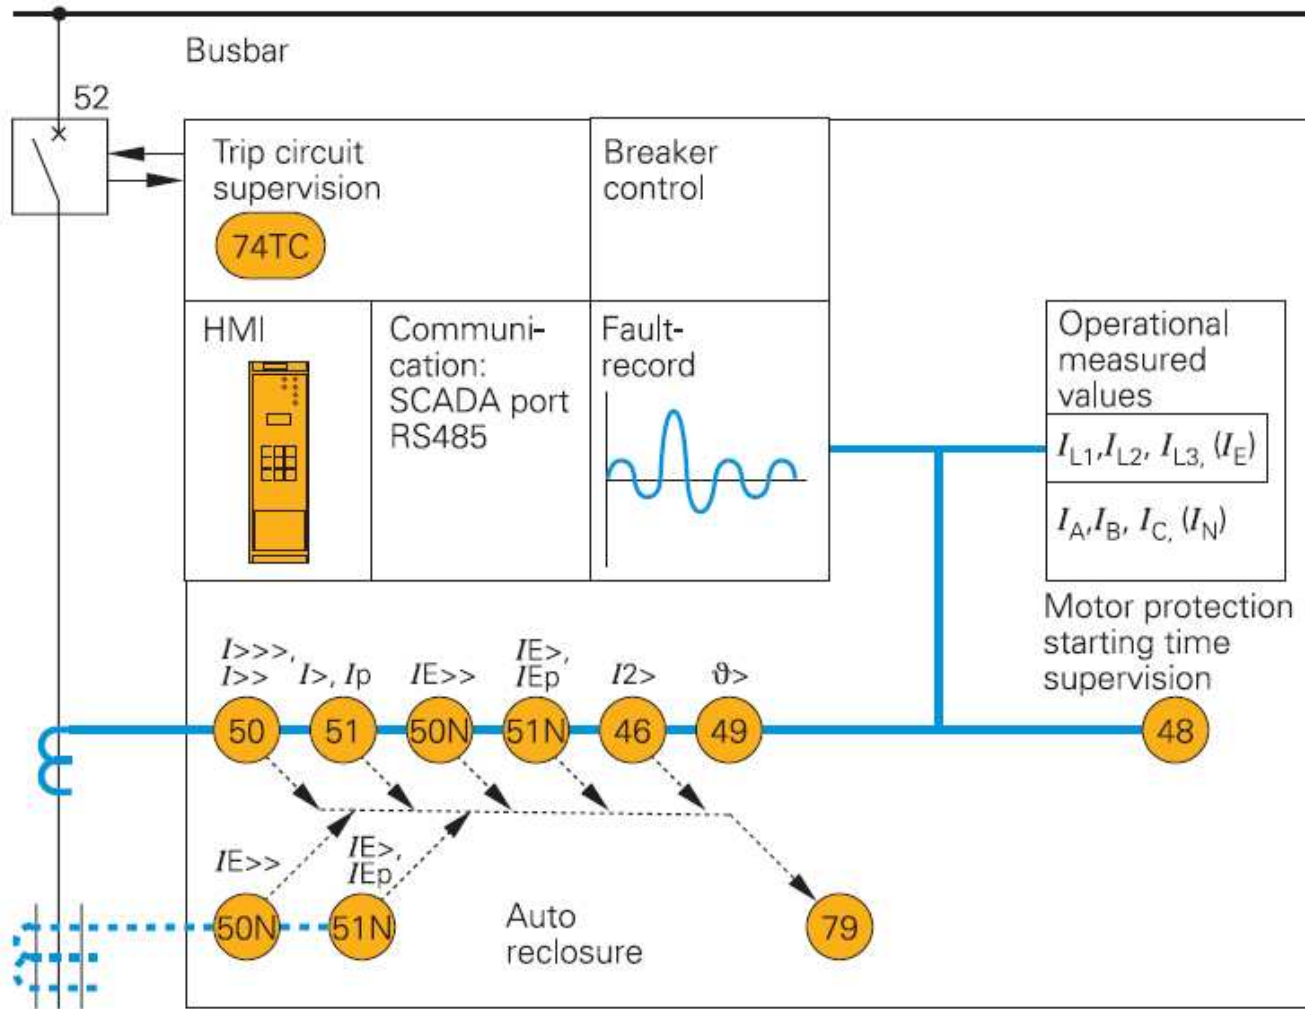 Busbar
52
Trip circuit
supervision
74TC
Breaker
control
HMI
Communi-
cation:
SCADA port
RS485
Fault-
record
Operational
measured
values
IL1,IL2, IL3, (IE)
IA,IB, IC, (IN)
Motor protection
starting time
supervision
I>>>,
I>>
I>, Ip
IE>>
IE>,
IEp
I2>
ϑ>
50
51
50N
51N
46
49
48
IE>>
IE>,
IEp
50N
51N
Auto
reclosure
79